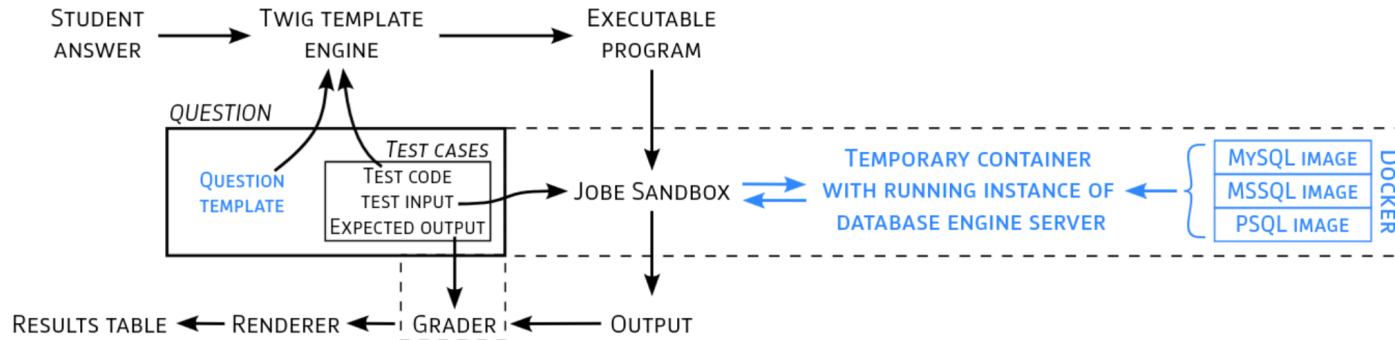 STUDENT
ANSWER
TWIG TEMPLATE
ENGINE
EXECUTABLE
PROGRAM
QUESTION
TEST CASES
QUESTION
TEMPLATE
TEST CODE
TEST INPUT
EXPECTED OUTPUT
JOBE SANDBOX
TEMPORARY CONTAINER
WITH RUNNING INSTANCE OF
DATABASE ENGINE SERVER
MYSQL IMAGE
MSSQL IMAGE
PSQL IMAGE
DOCKER
RESULTS TABLE
RENDERER
GRADER
OUTPUT